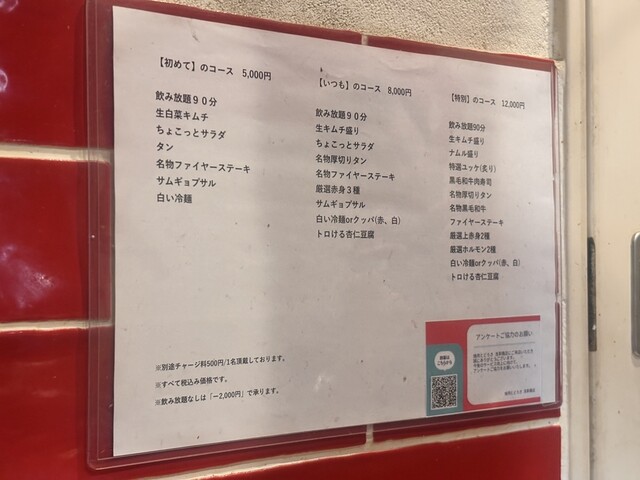 【初めて】のコース 5,000円
飲み放題90分
生白菜キムチ
ちょこっとサラダ
タン
名物ファイヤーステーキ
サムギョプサル
白い冷麺
【いつも】のコース 8,000円
飲み放題90分
生キムチ盛り
ちょこっとサラダ
名物厚切りタン
名物ファイヤーステーキ
厳選赤身3種
サムギョプサル
白い冷麺orクッパ(赤、白)
トロける杏仁豆腐
【特別】のコース 12,000円
飲み放題90分
生キムチ盛り
ナムル盛り
特選ユッケ(炙り)
黒毛和牛肉寿司
名物厚切りタン
名物黒毛和牛
ファイヤーステーキ
厳選上赤身2種
厳選ホルモン2種
白い冷麺orクッパ(赤、白)
トロける杏仁豆腐
※別途チャージ料500円/1名頂戴しております。
※すべて税込み価格です。
※飲み放題なしは「ー2,000円」で承ります。
アンケートご協力のお願い